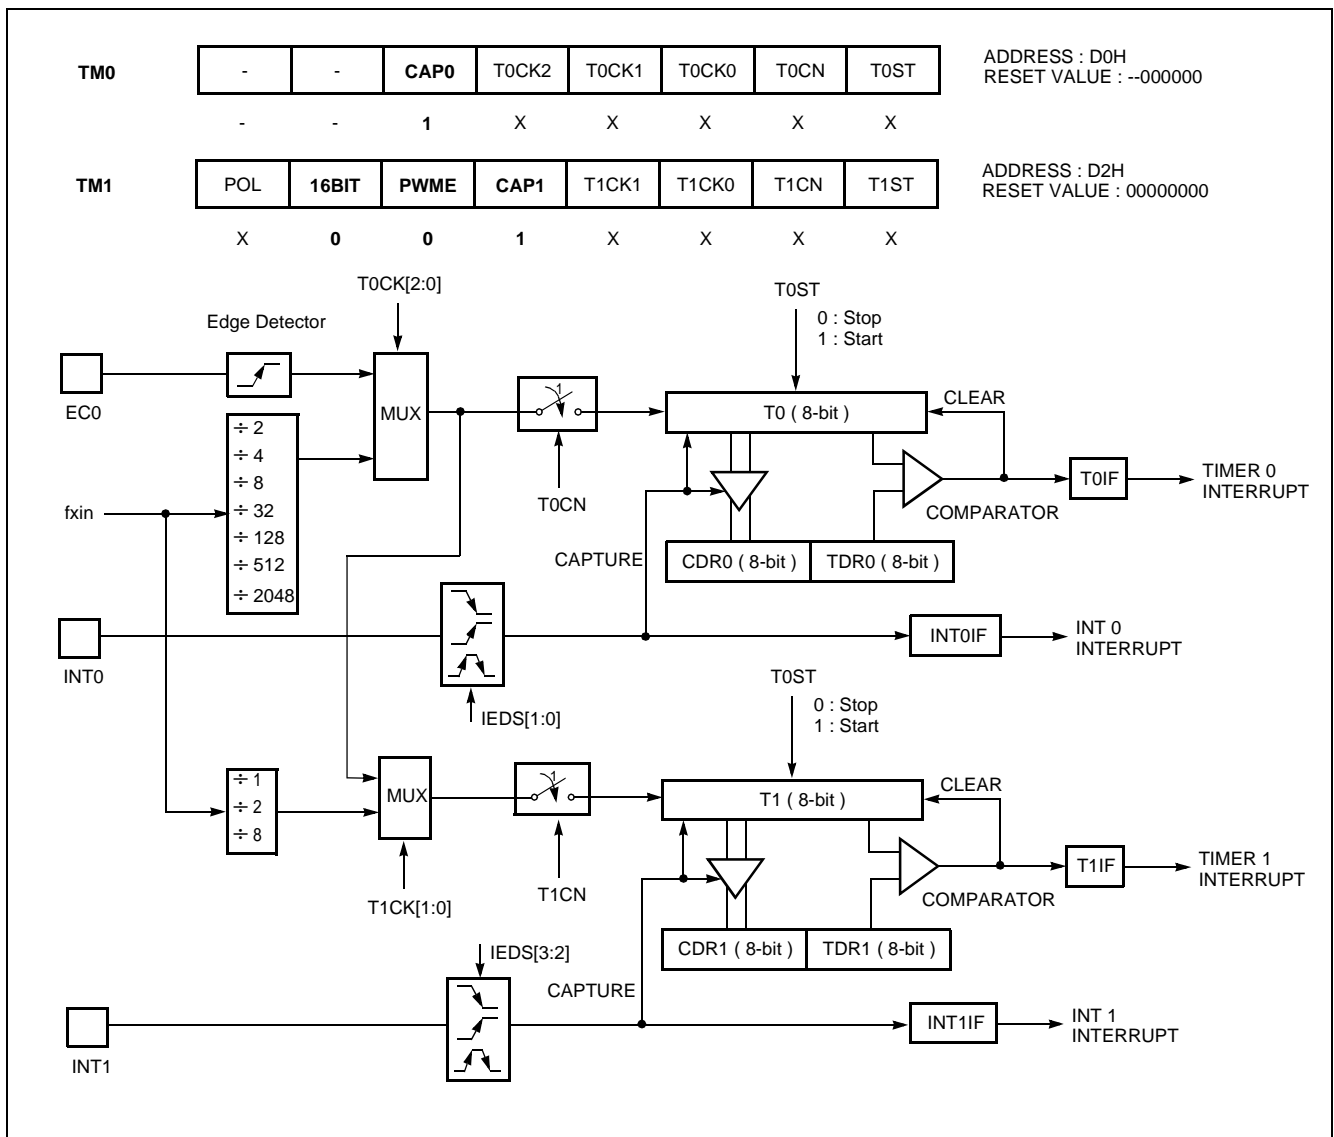 TM0 - - CAP0 T0CK2 T0CK1 T0CK0 T0CN T0ST
ADDRESS : D0H
RESET VALUE : --000000
- - 1 X X X X X
TM1 POL 16BIT PWME CAP1 T1CK1 T1CK0 T1CN T1ST
ADDRESS : D2H
RESET VALUE : 00000000
X 0 0 1 X X X X
T0CK[2:0]
T0ST
0 : Stop
1 : Start
Edge Detector
EC0
MUX
1
T0 ( 8-bit )
CLEAR
÷ 2
÷ 4
÷ 8
÷ 32
÷ 128
÷ 512
÷ 2048
fxin
T0CN
COMPARATOR
T0IF
TIMER 0
INTERRUPT
CAPTURE
CDR0 ( 8-bit )
TDR0 ( 8-bit )
INT0
INT0IF
INT 0
INTERRUPT
IEDS[1:0]
T0ST
0 : Stop
1 : Start
÷ 1
÷ 2
÷ 8
MUX
1
T1 ( 8-bit )
CLEAR
T1CK[1:0]
T1CN
COMPARATOR
T1IF
TIMER 1
INTERRUPT
CDR1 ( 8-bit )
TDR1 ( 8-bit )
IEDS[3:2]
CAPTURE
INT1
INT1IF
INT 1
INTERRUPT